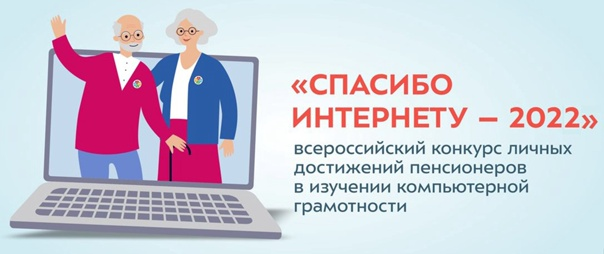 «СПАСИБО
ИНТЕРНЕТУ – 2022»
всероссийский конкурс личных
достижений пенсионеров
в изучении компьютерной
грамотности